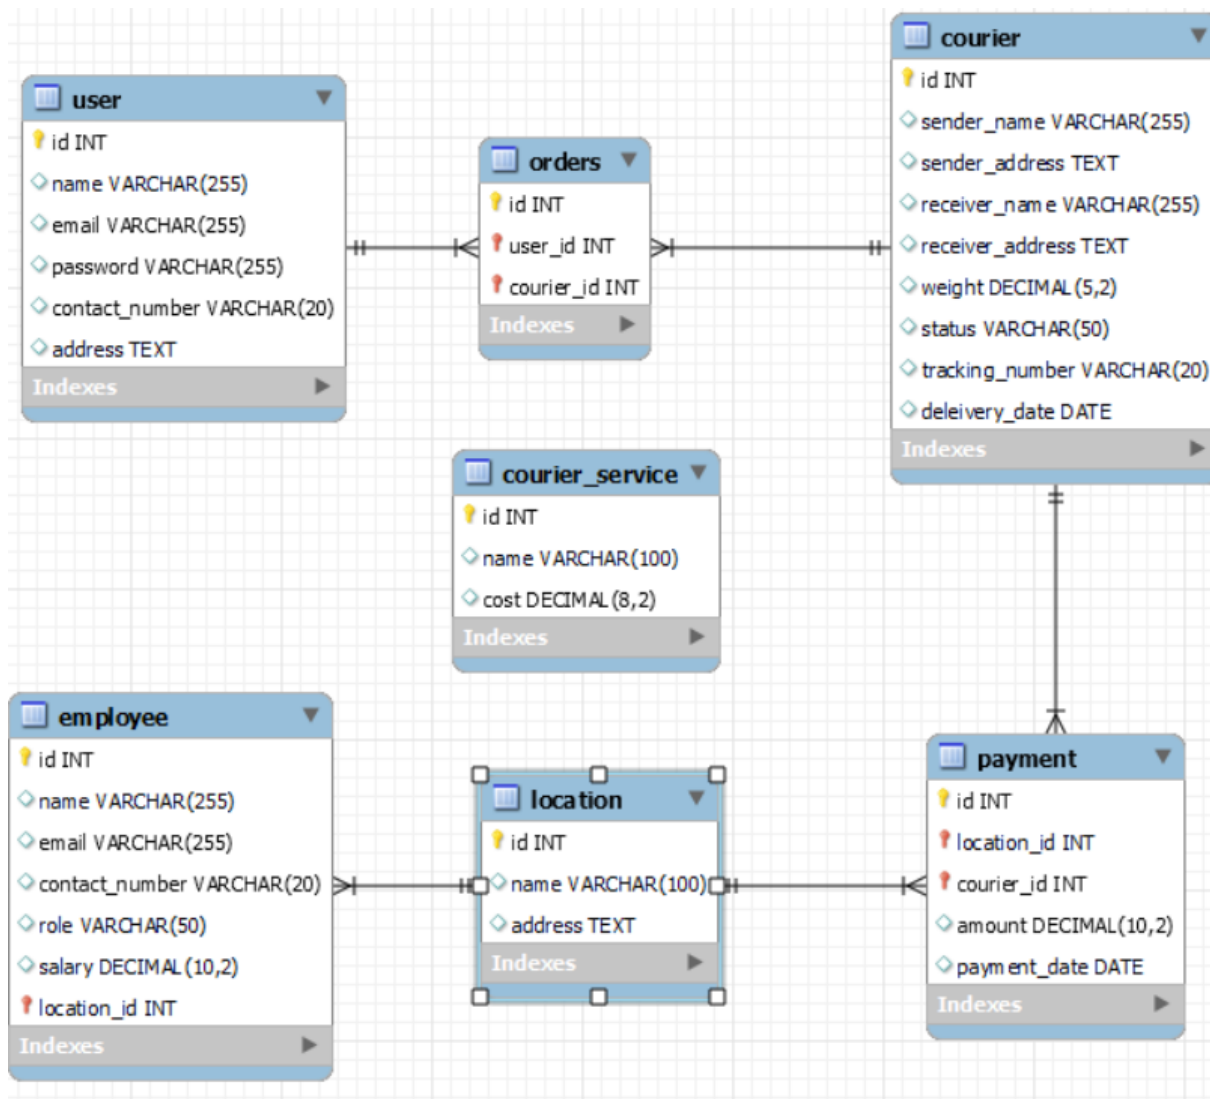 user
id INT
name VARCHAR(255)
email VARCHAR(255)
password VARCHAR(255)
contact_number VARCHAR(20)
address TEXT
Indexes
orders
id INT
user_id INT
courier_id INT
Indexes
courier
id INT
sender_name VARCHAR(255)
sender_address TEXT
receiver_name VARCHAR(255)
receiver_address TEXT
weight DECIMAL(5,2)
status VARCHAR(50)
tracking_number VARCHAR(20)
deleivery_date DATE
Indexes
courier_service
id INT
name VARCHAR(100)
cost DECIMAL(8,2)
Indexes
employee
id INT
name VARCHAR(255)
email VARCHAR(255)
contact_number VARCHAR(20)
role VARCHAR(50)
salary DECIMAL(10,2)
location_id INT
Indexes
location
id INT
name VARCHAR(100)
address TEXT
Indexes
payment
id INT
location_id INT
courier_id INT
amount DECIMAL(10,2)
payment_date DATE
Indexes